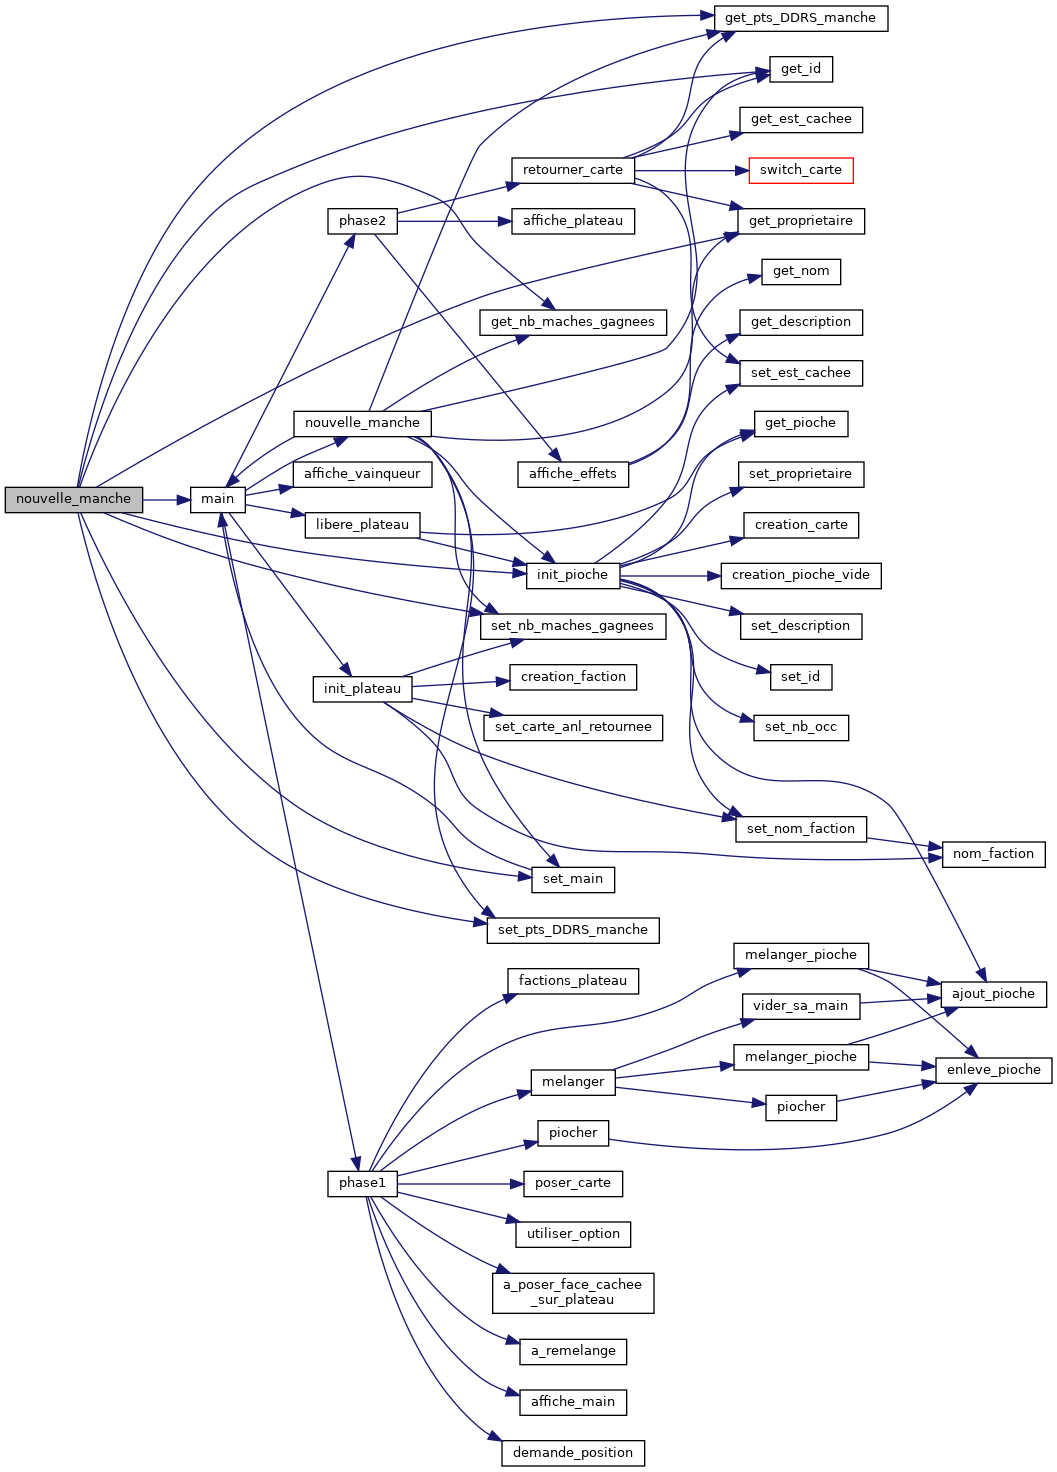 get_pts_DDRS_manche
get_id
get_est_cachee
retourner_carte
switch_carte
phase2
affiche_plateau
get_proprietaire
get_nom
get_nb_maches_gagnees
get_description
set_est_cachee
nouvelle_manche
get_pioche
affiche_vainqueur
affiche_effets
set_proprietaire
nouvelle_manche
main
libere_plateau
creation_carte
init_pioche
creation_pioche_vide
set_nb_maches_gagnees
set_description
init_plateau
creation_faction
set_id
set_carte_anl_retournee
set_nb_occ
set_nom_faction
nom_faction
set_main
set_pts_DDRS_manche
melanger_pioche
factions_plateau
ajout_pioche
vider_sa_main
melanger_pioche
enleve_pioche
melanger
piocher
piocher
phase1
poser_carte
utiliser_option
a_poser_face_cachee
_sur_plateau
a_remelange
affiche_main
demande_position